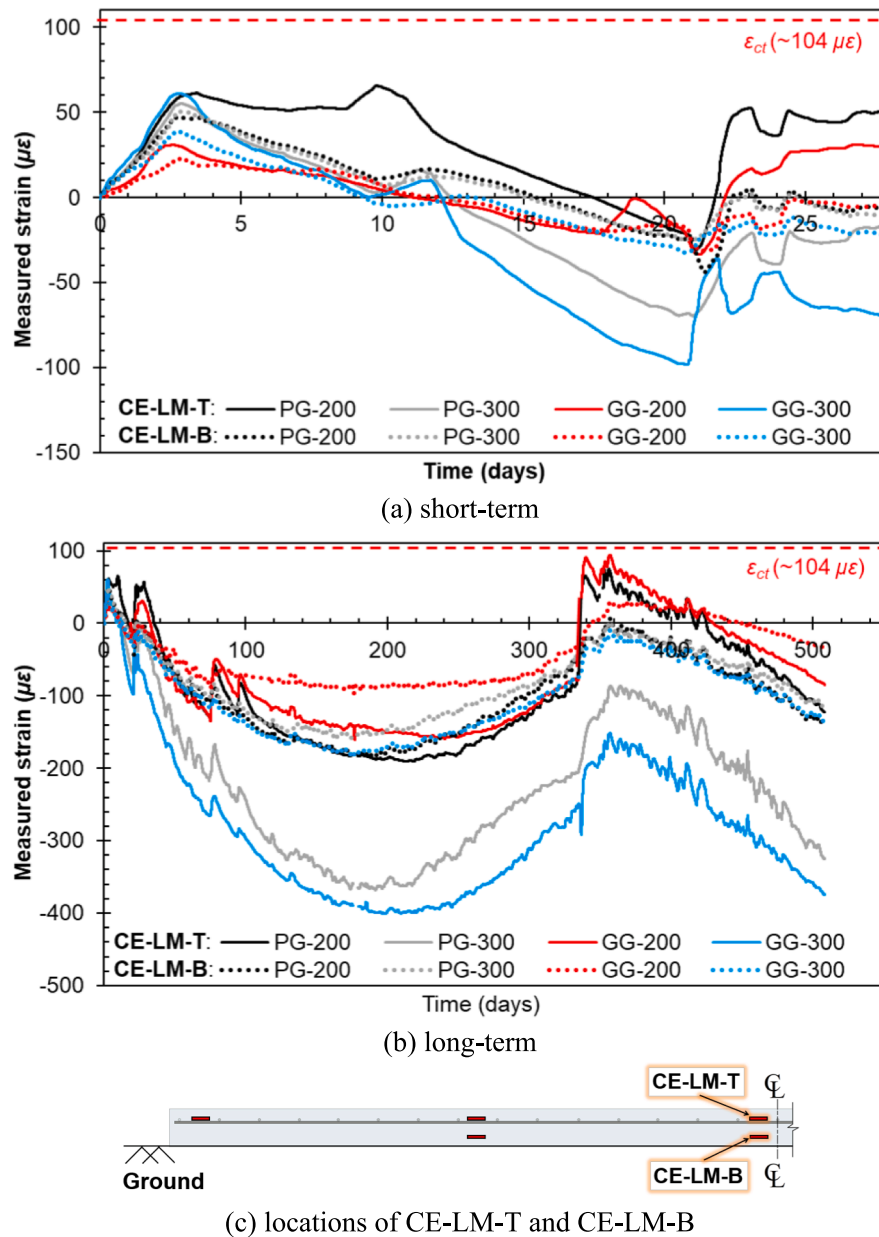 100
50
0
-50
-100
-150
Measured strain (με)
ε_ct (~104 με)
0 5 10 15 20 25
CE-LM-T: PG-200 PG-300 GG-200 GG-300
CE-LM-B: PG-200 PG-300 GG-200 GG-300
Time (days)
(a) short-term
100
0
-100
-200
-300
-400
-500
Measured strain (με)
ε_ct (~104 με)
0 100 200 300 400 500
CE-LM-T: PG-200 PG-300 GG-200 GG-300
CE-LM-B: PG-200 PG-300 GG-200 GG-300
Time (days)
(b) long-term
CE-LM-T ℄
Ground CE-LM-B ℄
(c) locations of CE-LM-T and CE-LM-B